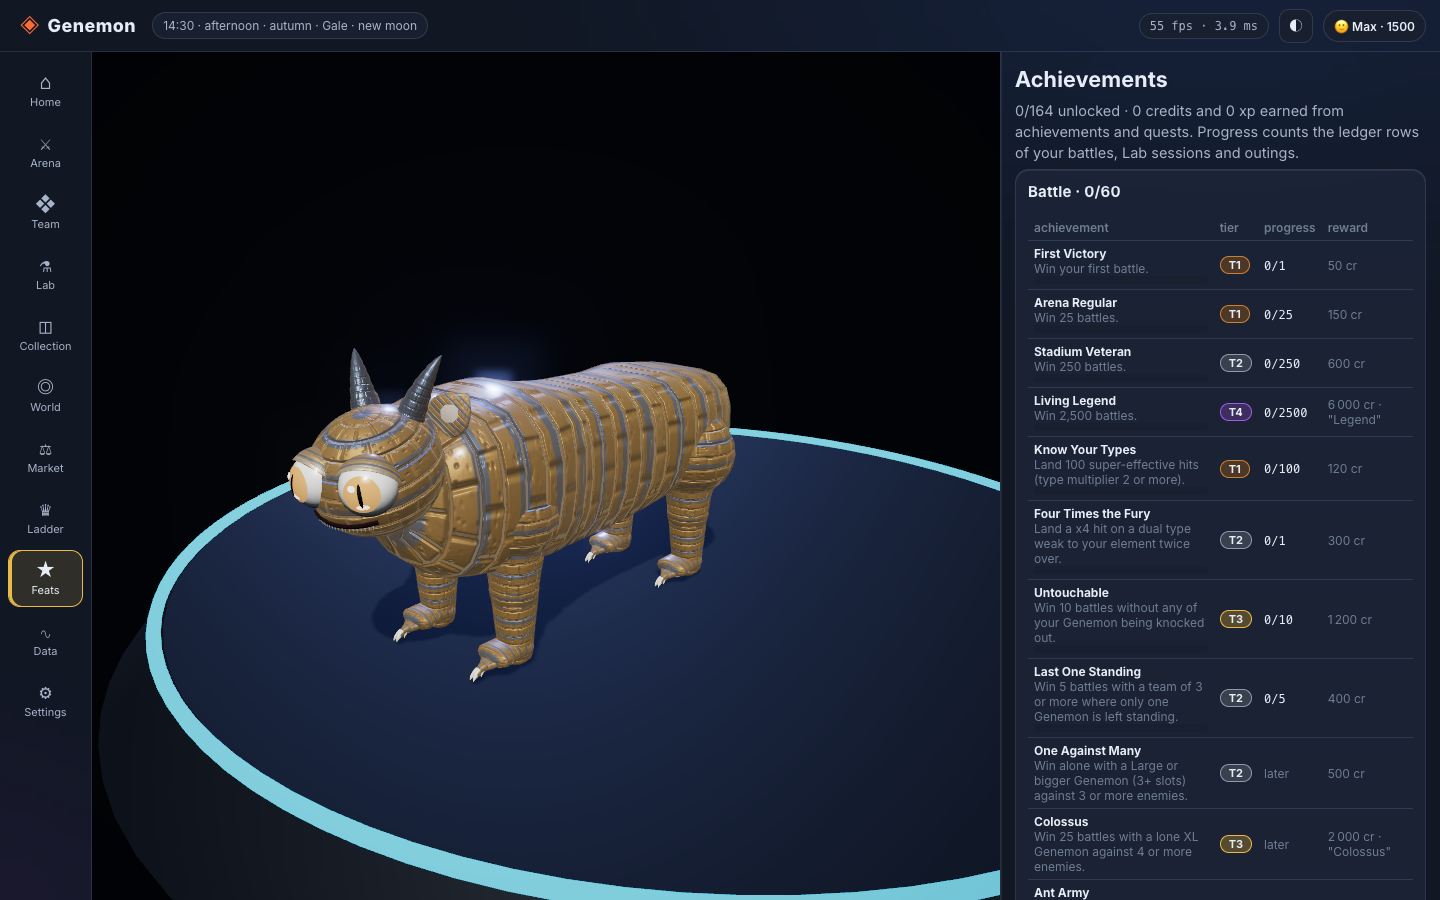 Genemon
14:30 · afternoon · autumn · Gale · new moon
55 fps · 3.9 ms
Max · 1500
Home
Arena
Team
Lab
Collection
World
Market
Ladder
Feats
Data
Settings
Achievements
0/164 unlocked · 0 credits and 0 xp earned from
achievements and quests. Progress counts the ledger rows
of your battles, Lab sessions and outings.
Battle · 0/60
achievement tier progress reward
First Victory
Win your first battle.
T1 0/1 50 cr
Arena Regular
Win 25 battles.
T1 0/25 150 cr
Stadium Veteran
Win 250 battles.
T2 0/250 600 cr
Living Legend
Win 2,500 battles.
T4 0/2500 6 000 cr ·
"Legend"
Know Your Types
Land 100 super-effective hits
(type multiplier 2 or more).
T1 0/100 120 cr
Four Times the Fury
Land a x4 hit on a dual type
weak to your element twice
over.
T2 0/1 300 cr
Untouchable
Win 10 battles without any of
your Genemon being knocked
out.
T3 0/10 1 200 cr
Last One Standing
Win 5 battles with a team of 3
or more where only one
Genemon is left standing.
T2 0/5 400 cr
One Against Many
Win alone with a Large or
bigger Genemon (3+ slots)
against 3 or more enemies.
T2 later 500 cr
Colossus
Win 25 battles with a lone XL
Genemon against 4 or more
enemies.
T3 later 2 000 cr ·
"Colossus"
Ant Army